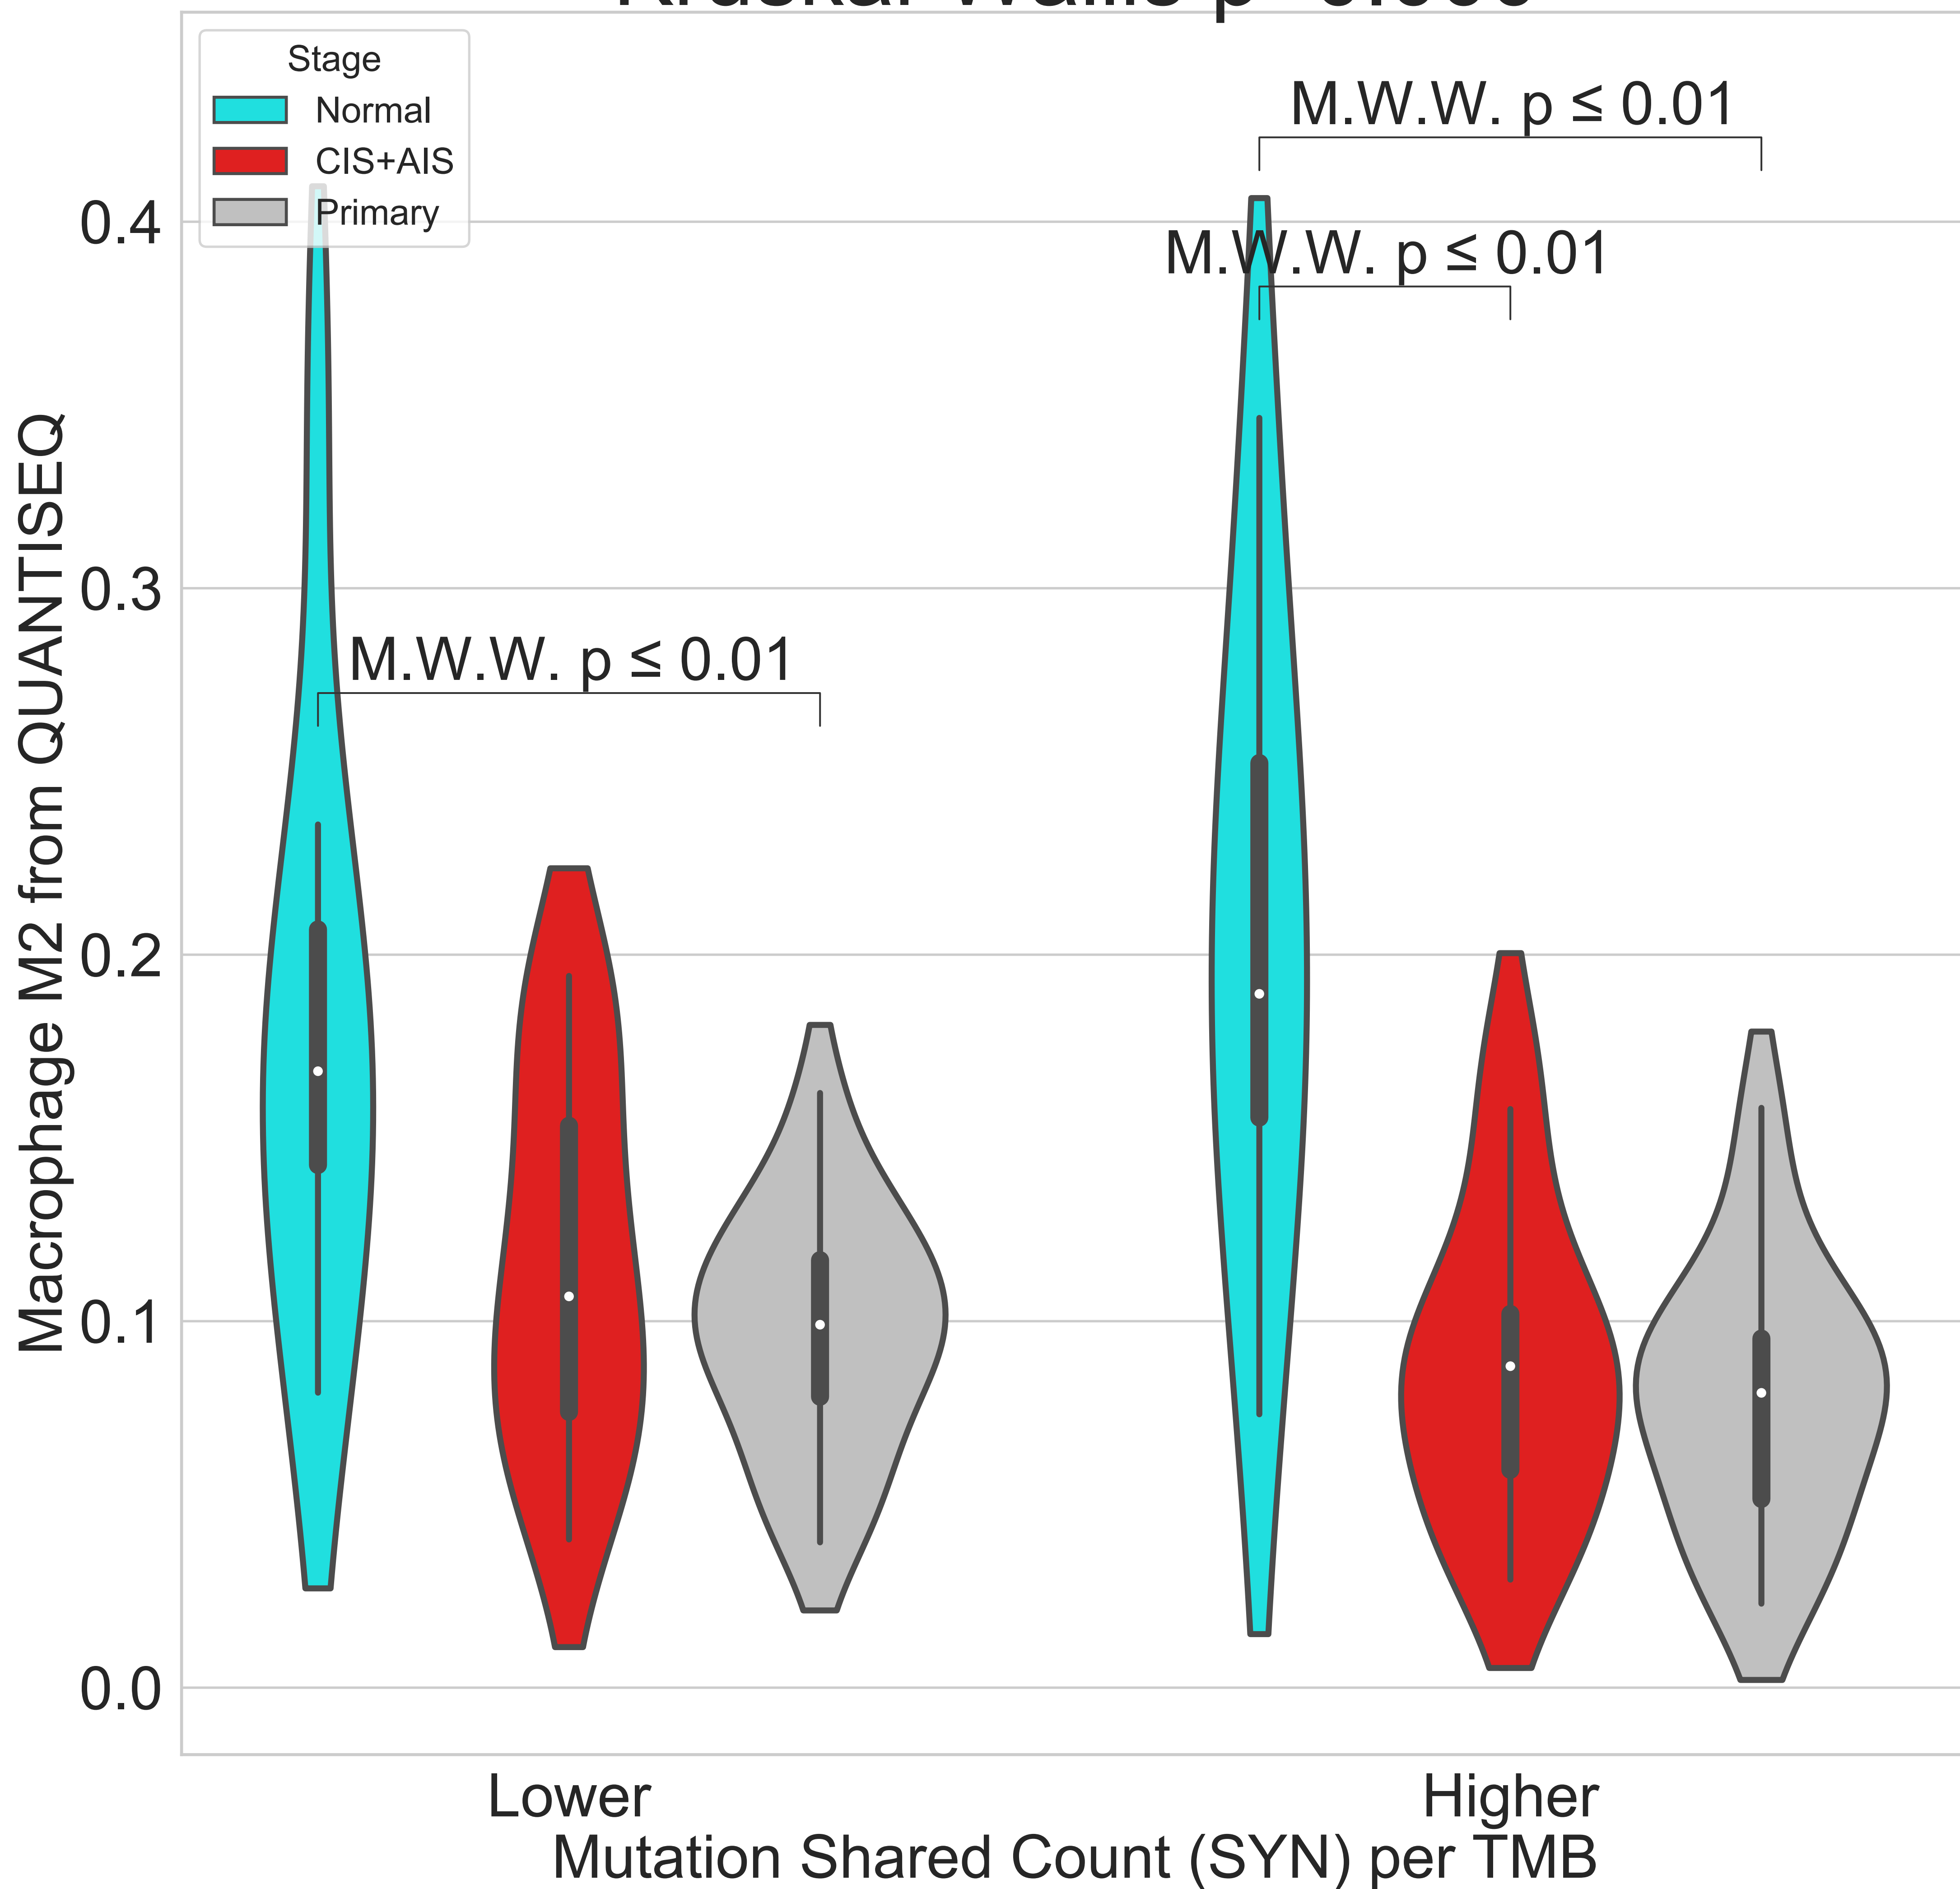 Stage
Normal
CIS+AIS
Primary
M.W.W. p ≤ 0.01
M.W.W. p ≤ 0.01
M.W.W. p ≤ 0.01
Macrophage M2 from QUANTISEQ
0.4
0.3
0.2
0.1
0.0
Lower
Higher
Mutation Shared Count (SYN) per TMB